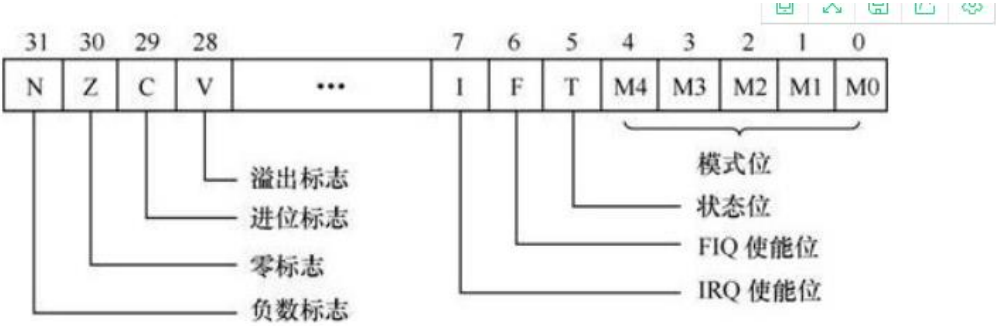 31 30 29 28 7 6 5 4 3 2 1 0
N Z C V ••• I F T M4 M3 M2 M1 M0
溢出标志
进位标志
零标志
负数标志
模式位
状态位
FIQ 使能位
IRQ 使能位